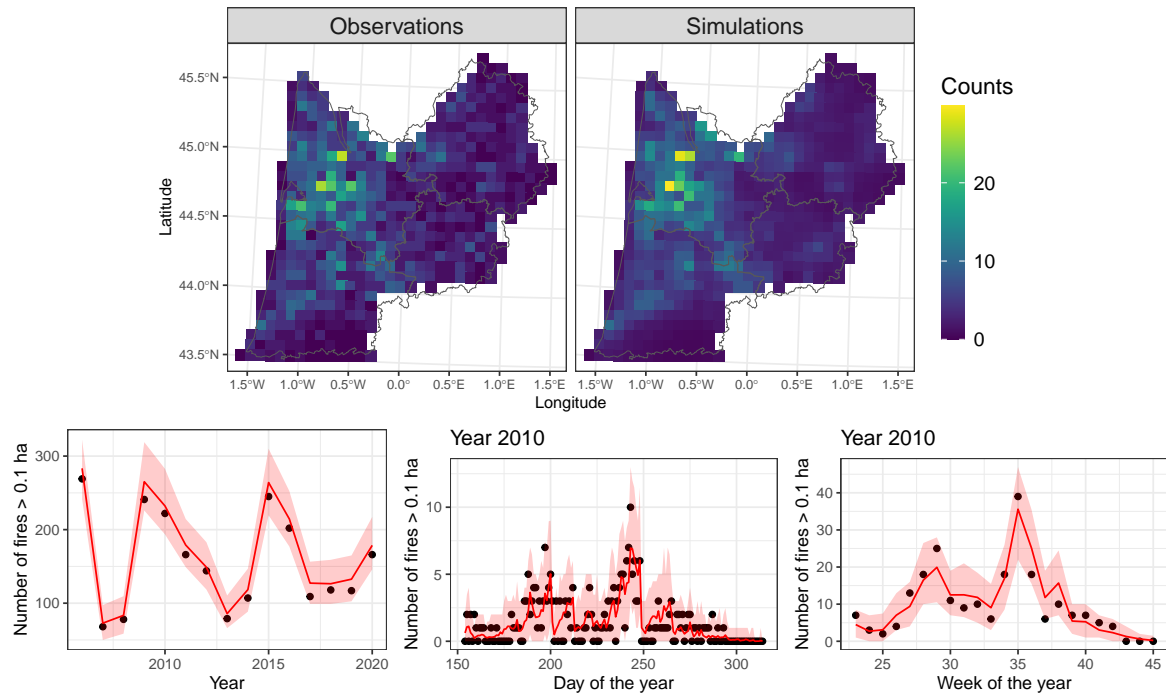 Observations
Simulations
45.5°N
45.0°N
44.5°N
44.0°N
43.5°N
Latitude
1.5°W
1.0°W
0.5°W
0.0°
0.5°E
1.0°E
1.5°E
1.5°W
1.0°W
0.5°W
0.0°
0.5°E
1.0°E
1.5°E
Longitude
Counts
20
10
0
Number of fires > 0.1 ha
300
200
100
2010
2015
2020
Year
Year 2010
Number of fires > 0.1 ha
10
5
0
150
200
250
300
Day of the year
Year 2010
Number of fires > 0.1 ha
40
30
20
10
0
25
30
35
40
45
Week of the year